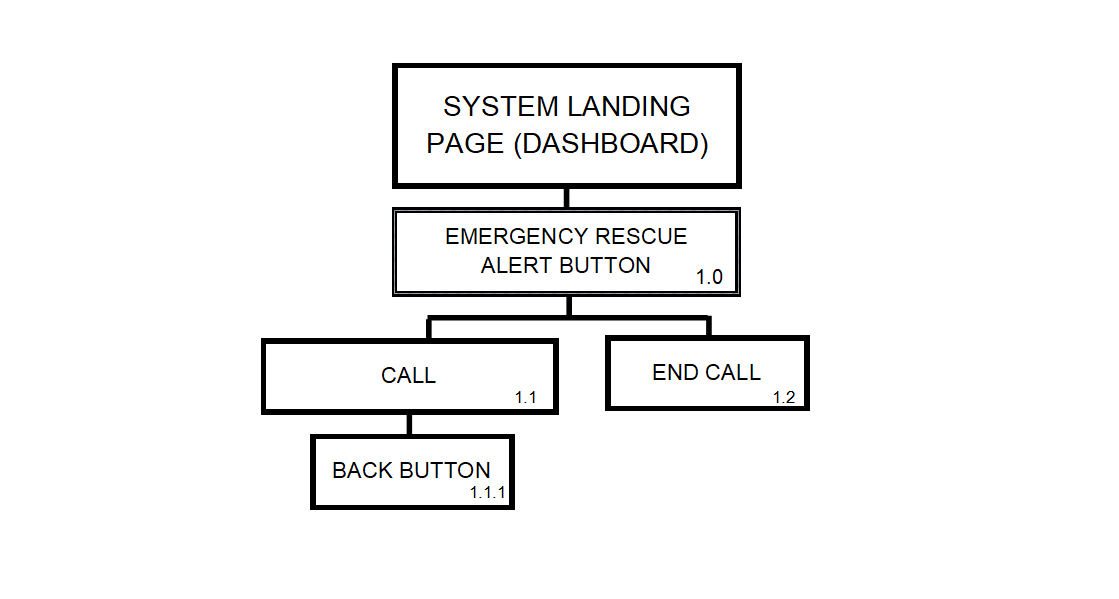 SYSTEM LANDING
PAGE (DASHBOARD)
EMERGENCY RESCUE
ALERT BUTTON
1.0
CALL
1.1
END CALL
1.2
BACK BUTTON
1.1.1